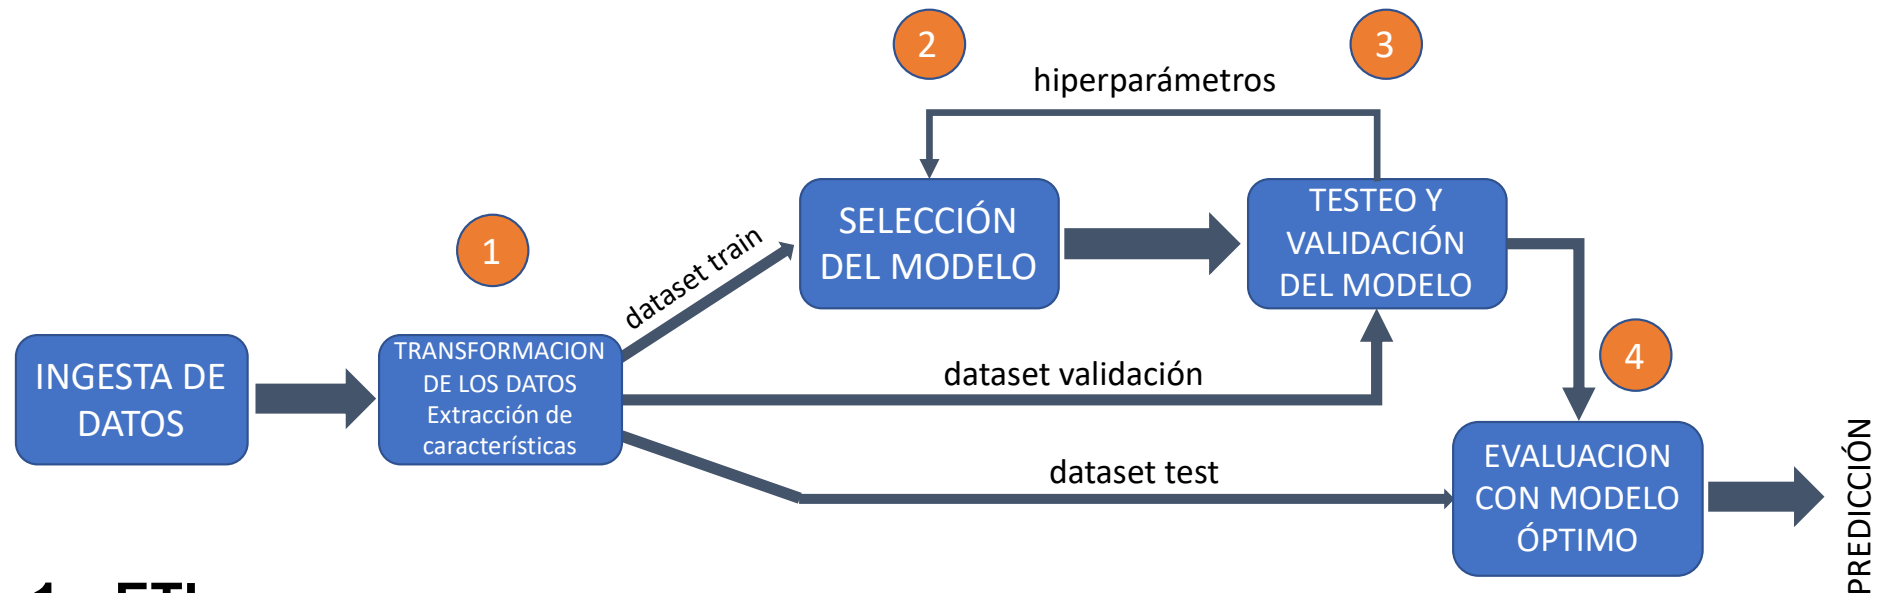 2
3
hiperparámetros
1
dataset train
SELECCIÓN
DEL MODELO
TESTEO Y
VALIDACIÓN
DEL MODELO
INGESTA DE
DATOS
TRANSFORMACION
DE LOS DATOS
Extracción de
características
dataset validación
4
dataset test
EVALUACION
CON MODELO
ÓPTIMO
PREDICCIÓN